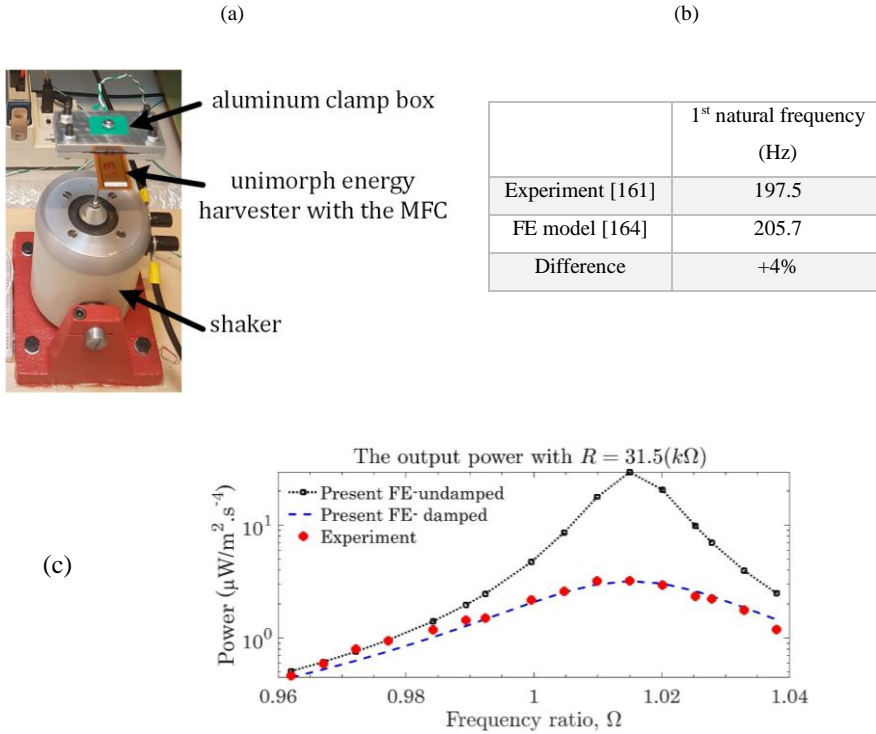 (a)
(b)
aluminum clamp box
unimorph energy
harvester with the MFC
shaker
1st natural frequency
(Hz)
Experiment [161] 197.5
FE model [164] 205.7
Difference +4%
(c)
The output power with R = 31.5(kΩ)
Present FE-undamped
Present FE- damped
Experiment
Power (μW/m².s⁻⁴)
10¹
10⁰
0.96 0.98 1 1.02 1.04
Frequency ratio, Ω